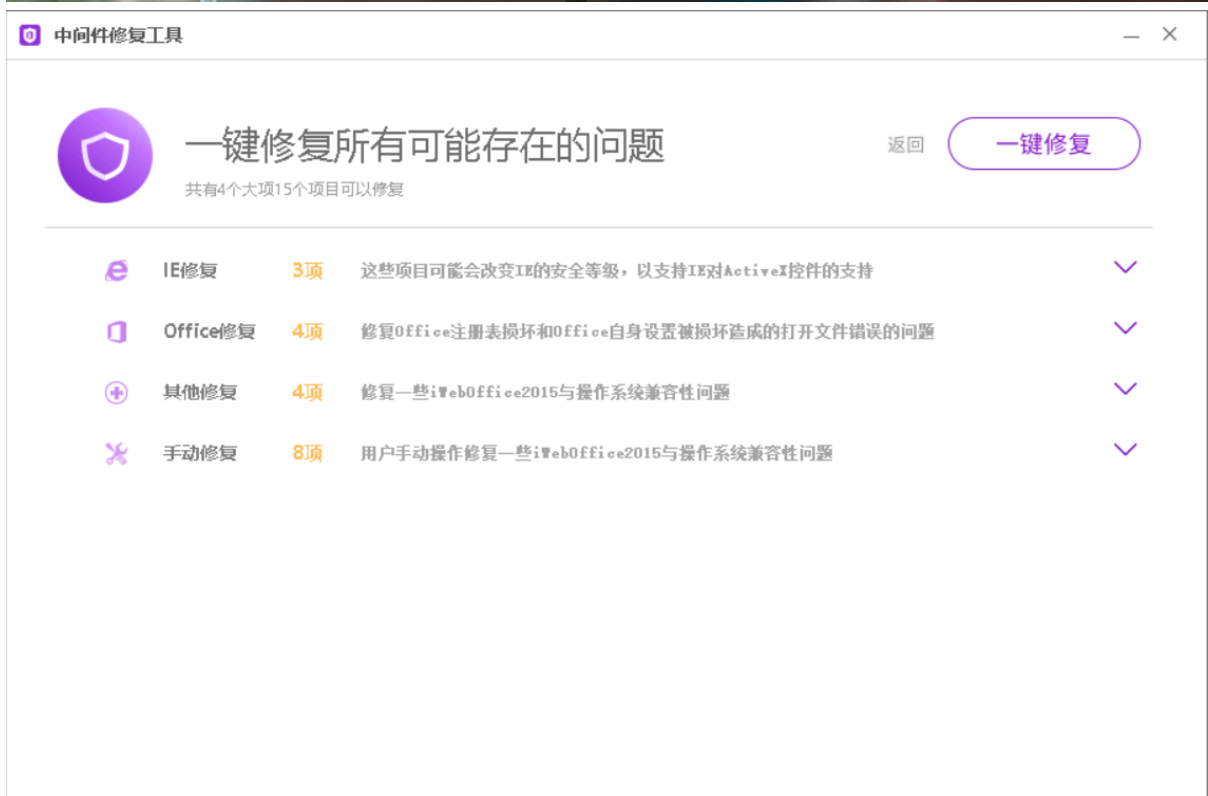 中间件修复工具
一键修复所有可能存在的问题
返回
一键修复
共有4个大项15个项目可以修复
IE修复 3项 这些项目可能会改变IE的安全等级，以支持IE对ActiveX控件的支持
Office修复 4项 修复Office注册表损坏和Office自身设置被损坏造成的打开文件错误的问题
其他修复 4项 修复一些iWebOffice2015与操作系统兼容性问题
手动修复 8项 用户手动操作修复一些iWebOffice2015与操作系统兼容性问题